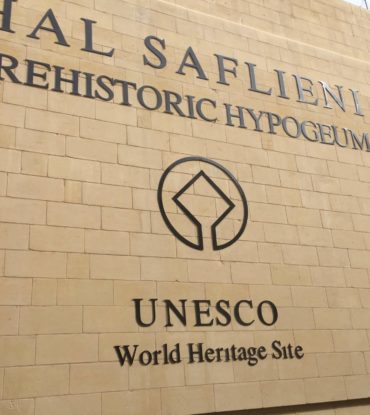 HAL SAFLIENI
REHISTORIC HYPOGEUM
UNESCO
World Heritage Site